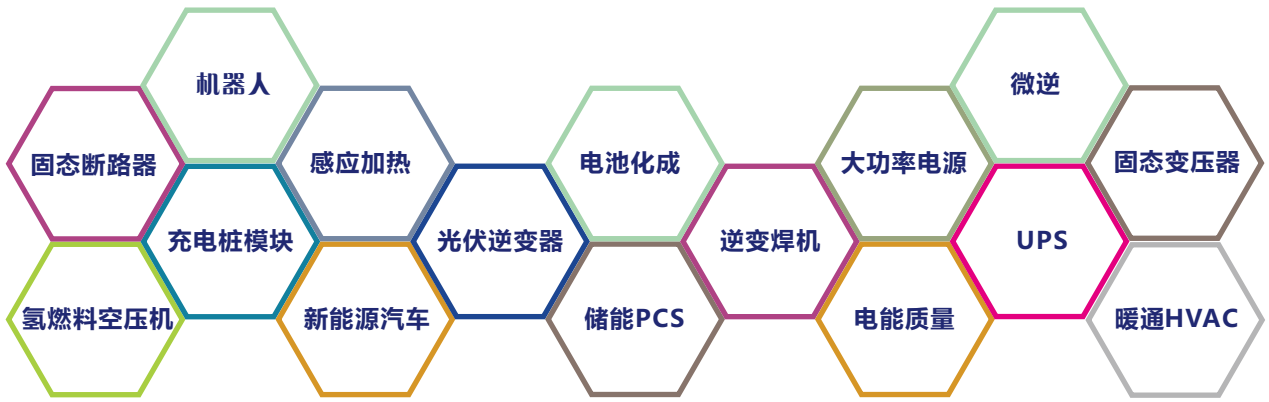 机器人
微逆
固态断路器
感应加热
电池化成
大功率电源
固态变压器
充电桩模块
光伏逆变器
逆变焊机
UPS
氢燃料空压机
新能源汽车
储能PCS
电能质量
暖通HVAC